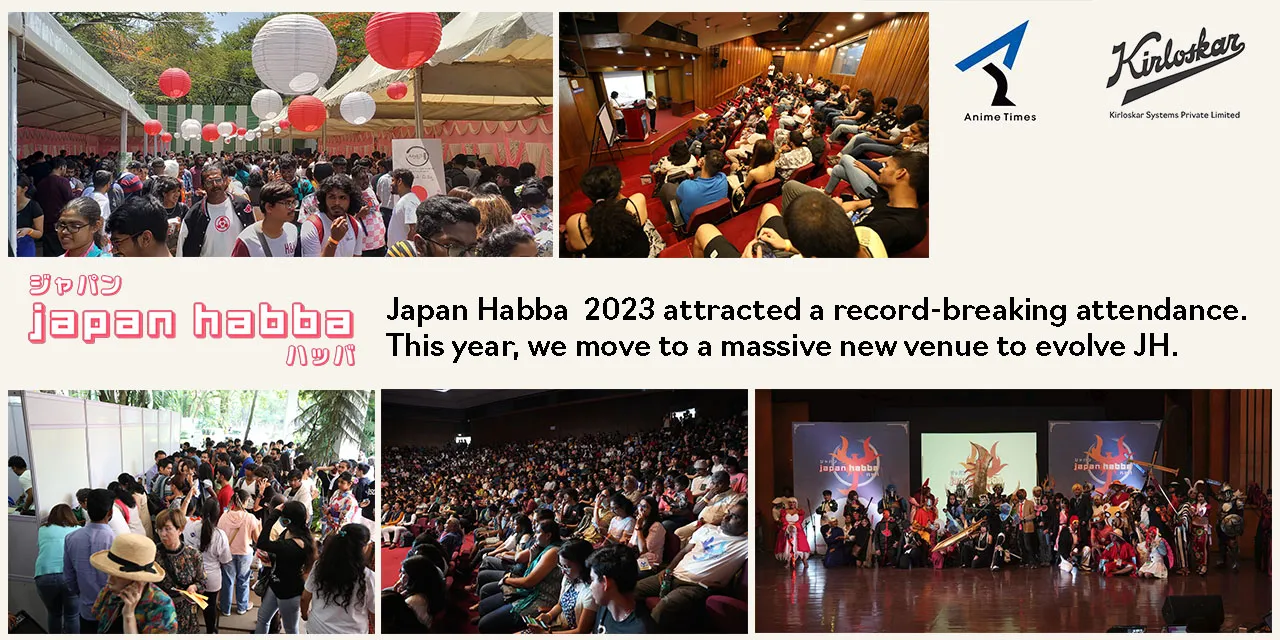 Anime Times
Kirloskar
Kirloskar Systems Private Limited
ジャパン
japan habba
ハッバ
Japan Habba 2023 attracted a record-breaking attendance.
This year, we move to a massive new venue to evolve JH.
japan habba
japan habba